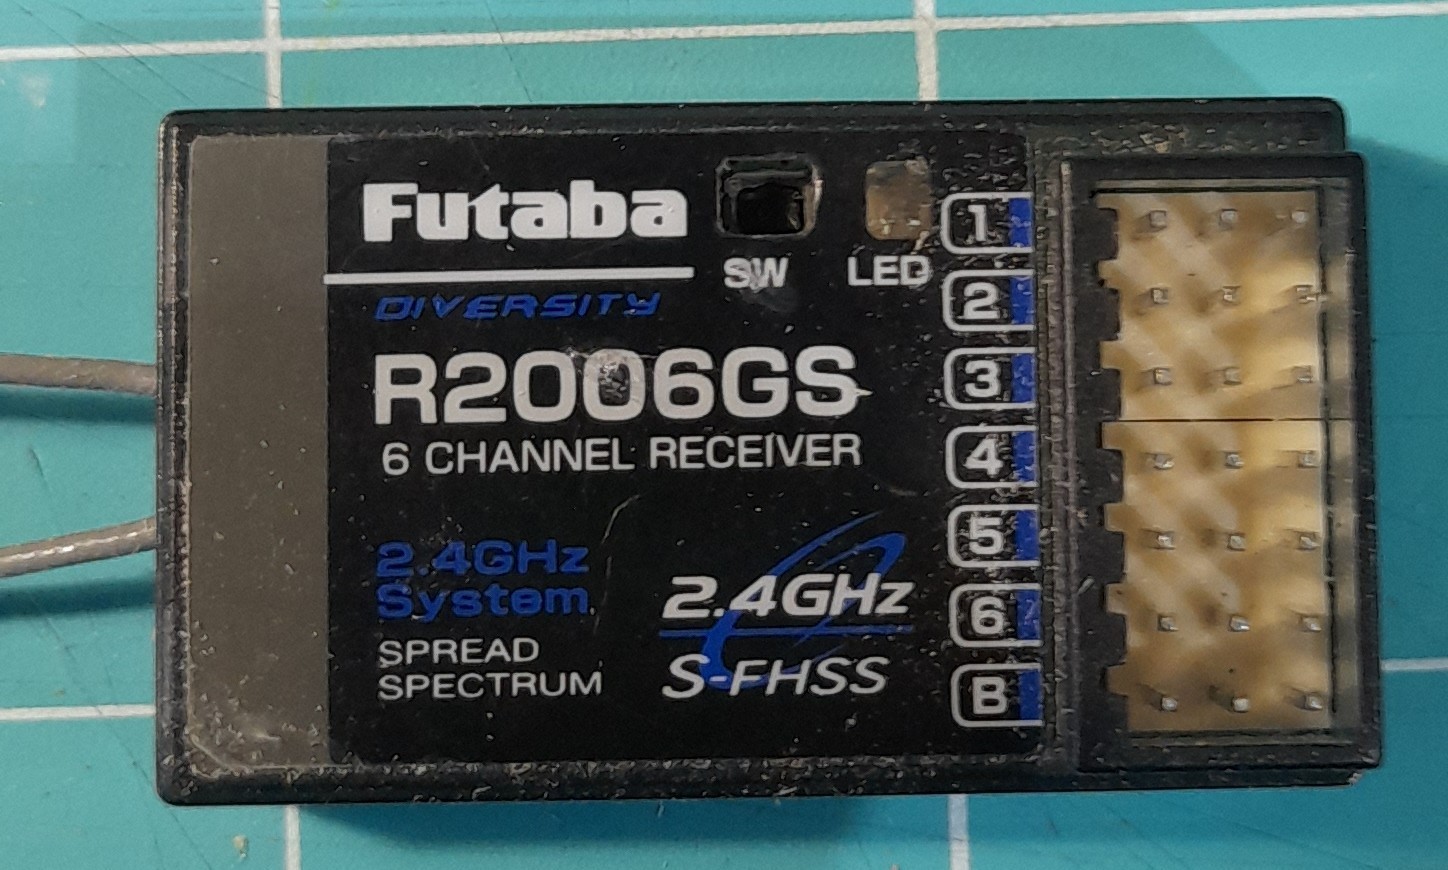 Futaba
SW
LED
DIVERSITY
R2006GS
6 CHANNEL RECEIVER
2.4GHz
System
SPREAD
SPECTRUM
2.4GHz
S-FHSS
1
2
3
4
5
6
B